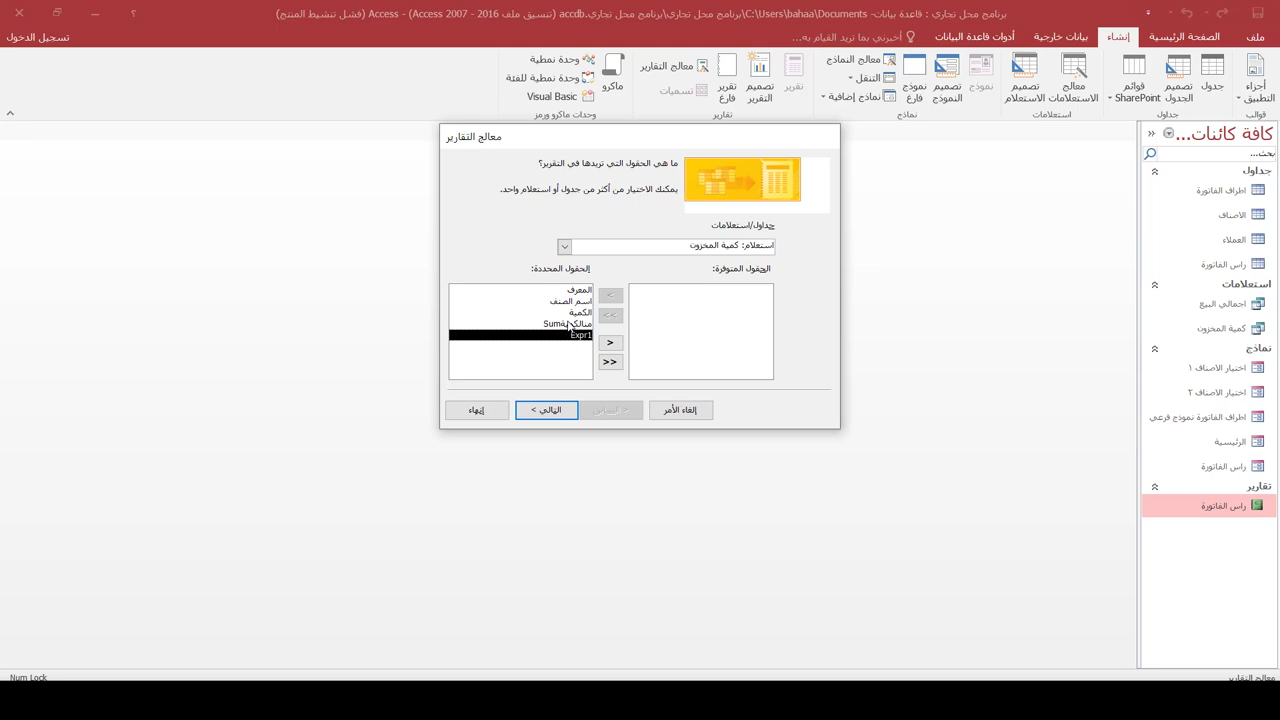 برنامج محل تجاري : قاعدة بيانات- C:\Users\bahaa\Documents\برنامج محل تجاري\برنامج محل تجاري.accdb (تنسيق ملف Access 2007 - 2016) - Access (فشل تنشيط المنتج)
ملف
الصفحة الرئيسية
إنشاء
بيانات خارجية
أدوات قاعدة البيانات
أخبرني بما تريد القيام به...
تسجيل الدخول
أجزاء التطبيق
جدول
تصميم الجدول
قوائم SharePoint
معالج الاستعلامات
تصميم الاستعلام
نموذج
تصميم النموذج
نموذج فارغ
معالج النماذج
التنقل
نماذج إضافية
تقرير
تصميم التقرير
تقرير فارغ
معالج التقارير
تسميات
ماكرو
وحدة نمطية
وحدة نمطية للفئة
Visual Basic
قوالب
جداول
استعلامات
نماذج
تقارير
وحدات ماكرو ورمز
كافة كائنات...
بحث...
جداول
اطراف الفاتورة
الاصناف
العملاء
راس الفاتورة
استعلامات
اجمالي البيع
كمية المخزون
نماذج
اختيار الاصناف ١
اختيار الاصناف ٢
اطراف الفاتورة نموذج فرعي
الرئيسية
راس الفاتورة
تقارير
راس الفاتورة
معالج التقارير
ما هي الحقول التي تريدها في التقرير؟
يمكنك الاختيار من أكثر من جدول أو استعلام واحد.
جداول/استعلامات
استعلام: كمية المخزون
الحقول المتوفرة:
الحقول المحددة:
المعرف
اسم الصنف
الكمية
Expr1
<
<<
>
>>
إلغاء الأمر
< السابق
التالي >
إنهاء
معالج التقارير
Num Lock